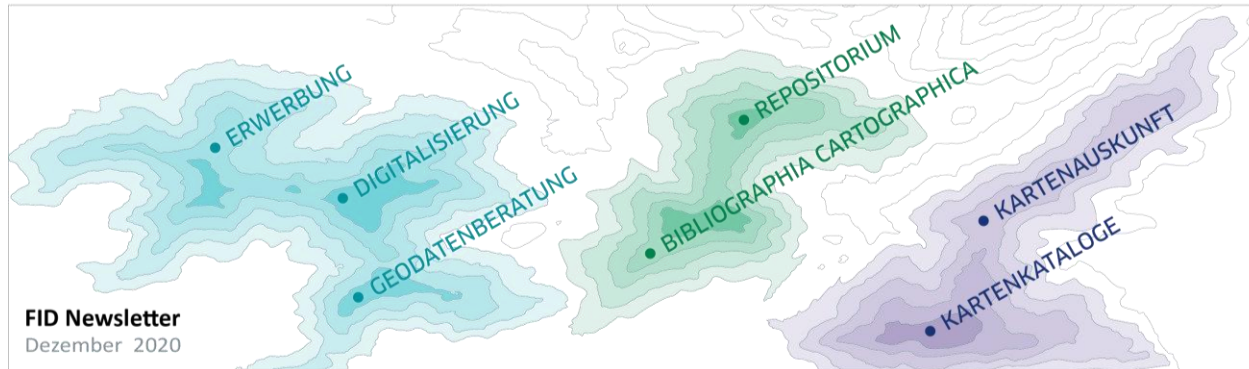 ERWERBUNG
DIGITALISIERUNG
GEODATENBERATUNG
REPOSITORIUM
BIBLIOGRAPHIA CARTOGRAPHICA
KARTENAUSKUNFT
KARTENKATALOGE
FID Newsletter
Dezember 2020